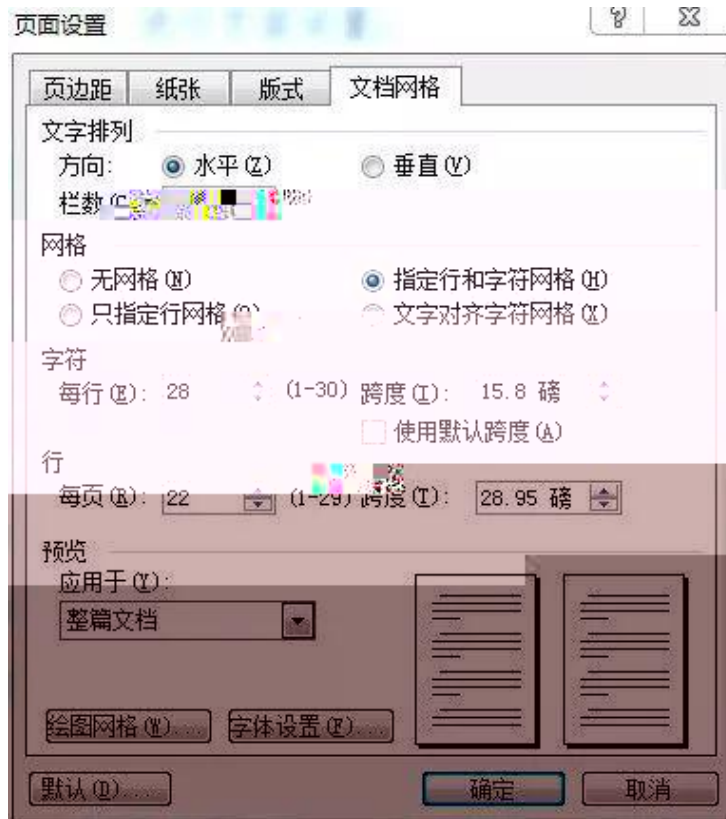 页面设置
页边距 纸张 版式 文档网格
文字排列
方向: 水平(Z) 垂直(V)
栏数
网格
无网格(N) 指定行和字符网格(H)
只指定行网格(O) 文字对齐字符网格(X)
字符
每行(E): 28 (1-30) 跨度(I): 15.8 磅
使用默认跨度(A)
行
每页(R): 22 (1-29) 跨度(T): 28.95 磅
预览
应用于(Y):
整篇文档
绘图网格(W)... 字体设置(F)...
默认(D)... 确定 取消